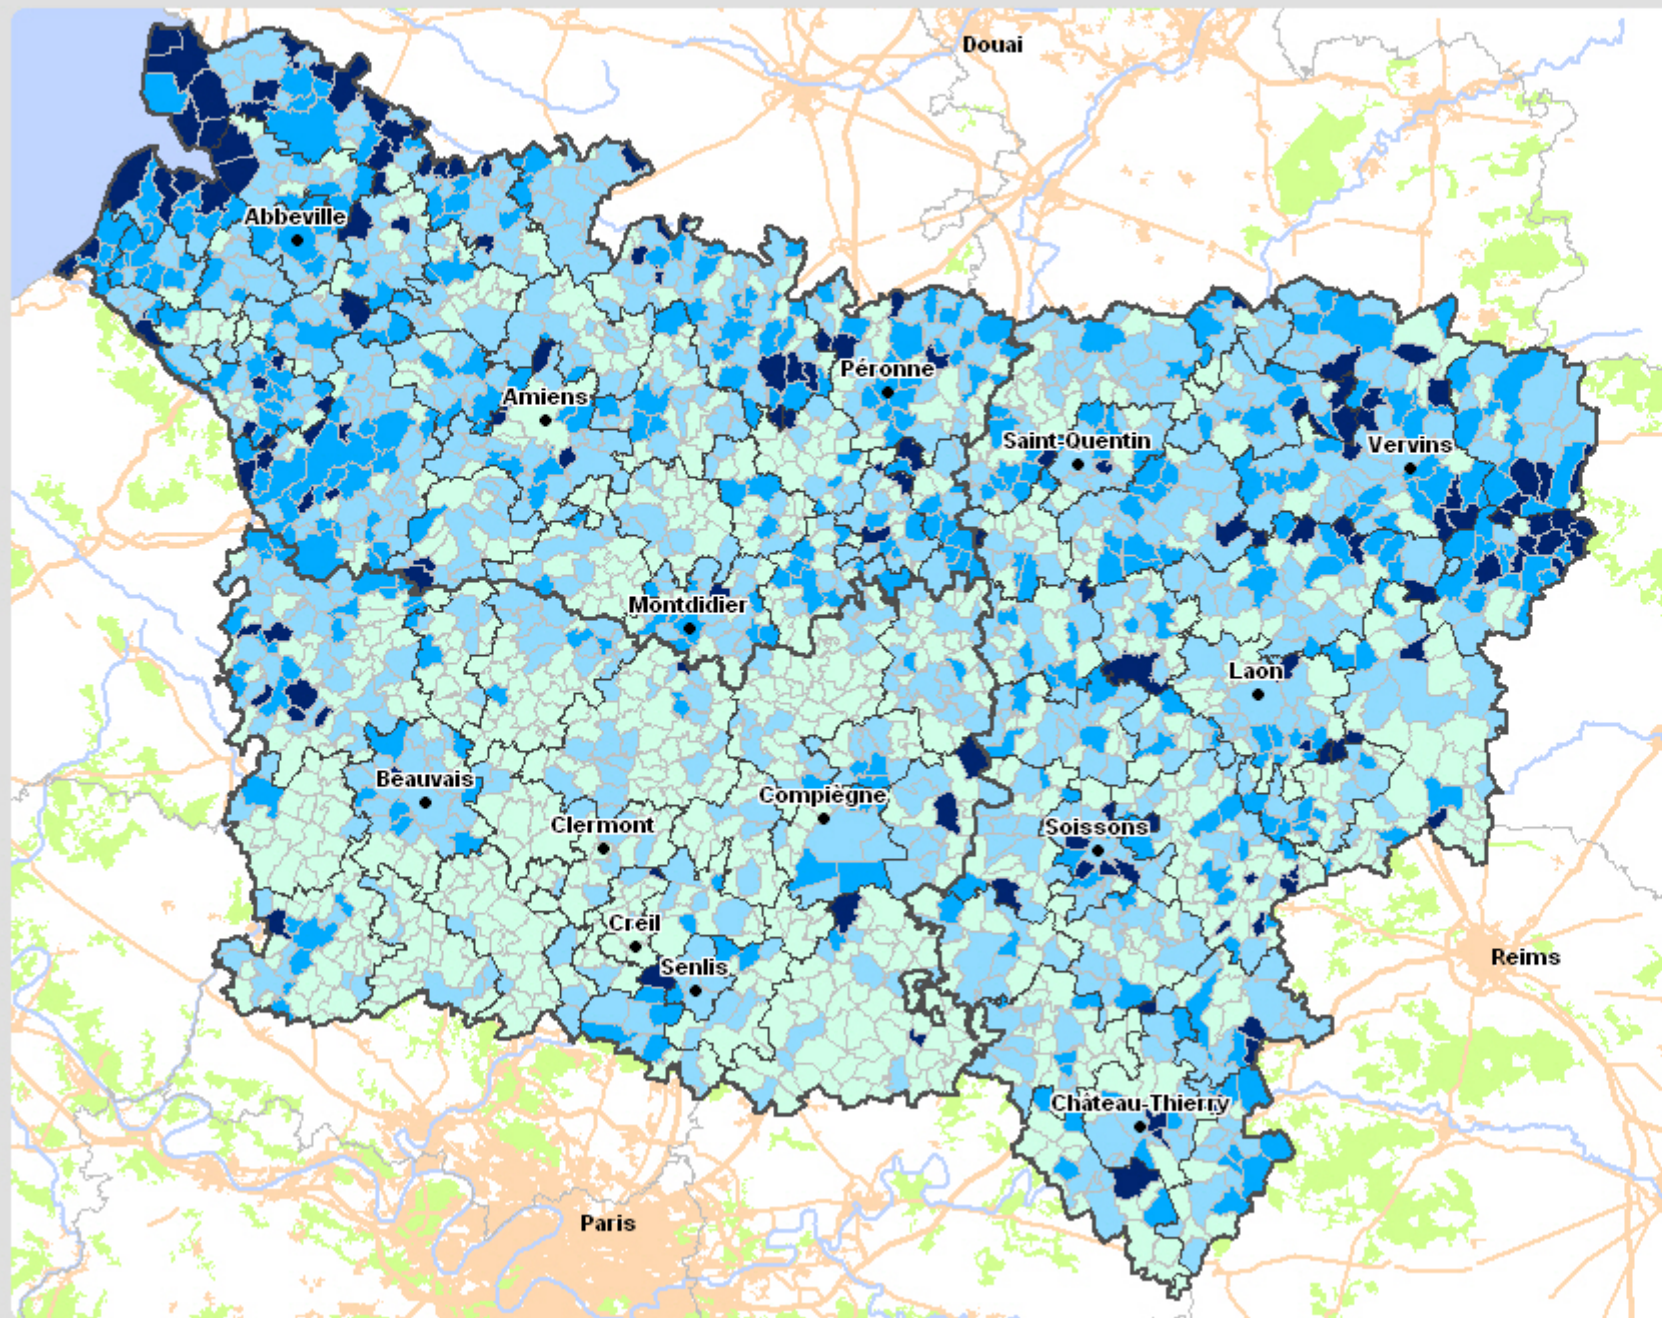 Douai
Abbeville
Péronne
Amiens
Saint-Quentin
Vervins
Montdidier
Laon
Beauvais
Compiègne
Clermont
Soissons
Creil
Senlis
Reims
Château-Thierry
Paris